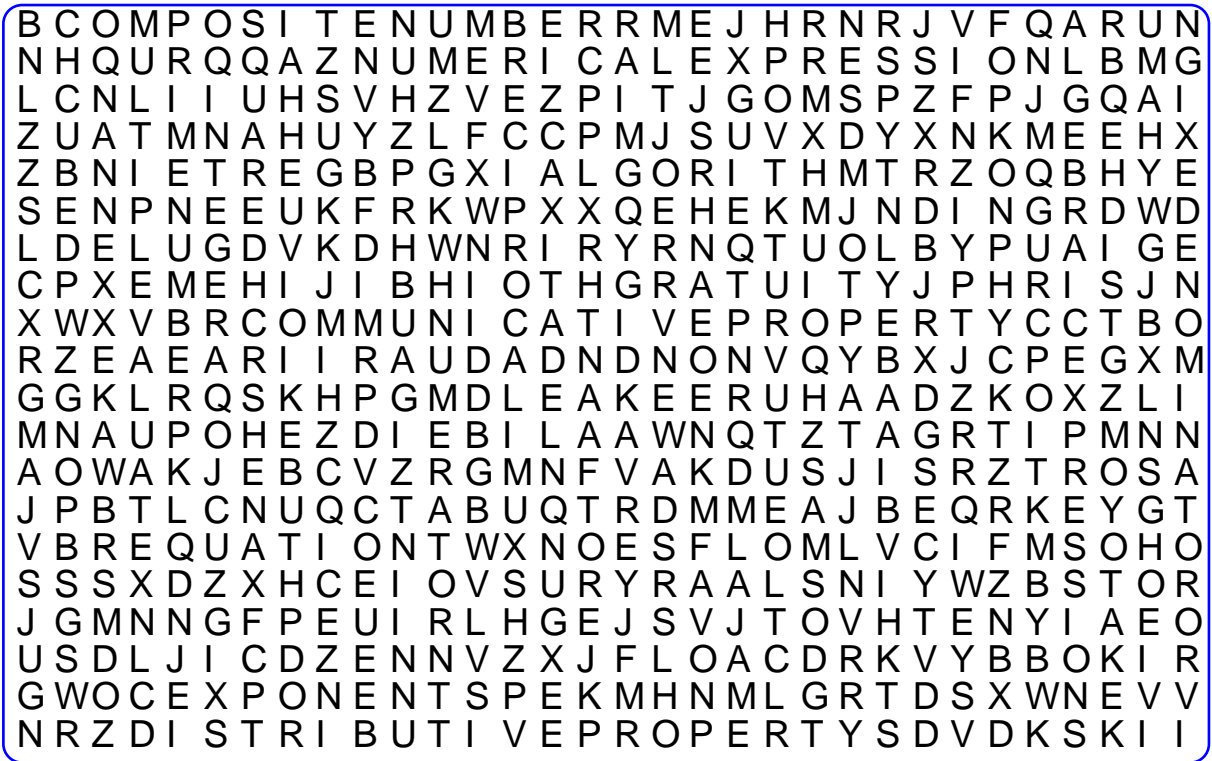 BCOMPOSITENUMBERRMEJHRNRJVFQARUN
NHQURQQAZNUMERICALEXPRESSIONLBMG
LCNLIIUHSVHZVEZPITJGOMSPZFPJGQAI
ZUATMNAHUYZLFCCPMJSUVXDYXNKMEEHX
ZBNIETREGBPGXIALGORITHMTRZOQBHYE
SENPNEEUKFRKWPXXQEHEKMJNDINGRDWD
LDELUGDVKDHWNRIRYRNQTUOLBYPUAIGE
CPXEMEHIJIBHIOTHGRATUITYJPHRISJN
XWXVBRCOMMUNICATIVEPROPERTYCCTBO
RZEAEARIIRAUDADNDNONVQYBXJCPEGXM
GGKLRQSKHPGMDLEAKEERUHAADZKOXZLI
MNAUPOHEZDIEBILAAWNQTZTAGRTIPMNN
AOWAKJEBCVZRGMNFVAKDUSJISRZTROSA
JPBTLCNUQCTABUQTRDMMEAJBEQRKEYGT
VBREQUATIONTWXNOESFLOMLVCIFMSOHO
SSSXDZXHCEIOVSURYRAALSNIYWZBSTOR
JGMNNGFPEUIRLHGEJSVJTOVHTENYIAEO
USDLJICDZENNVZXJFLOACDRKVYBBOKIR
GWOCEXPONENTSPEKMHNMLGRTDSXWNEVV
NRZDISTRIBUTIVEPROPERTYSDVDKSKII